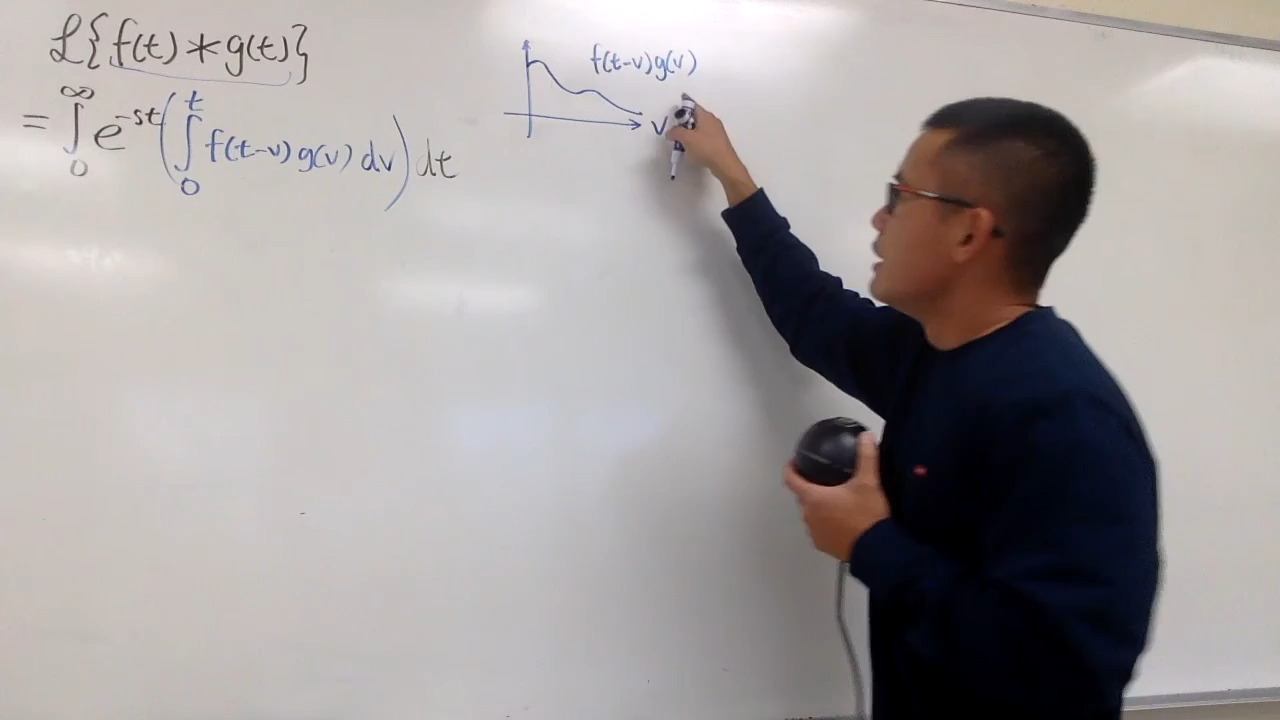 ℒ{f(t) * g(t)}
= ∫₀^∞ e^{-st} (∫₀^t f(t-v) g(v) dv) dt
f(t-v)g(v)
v